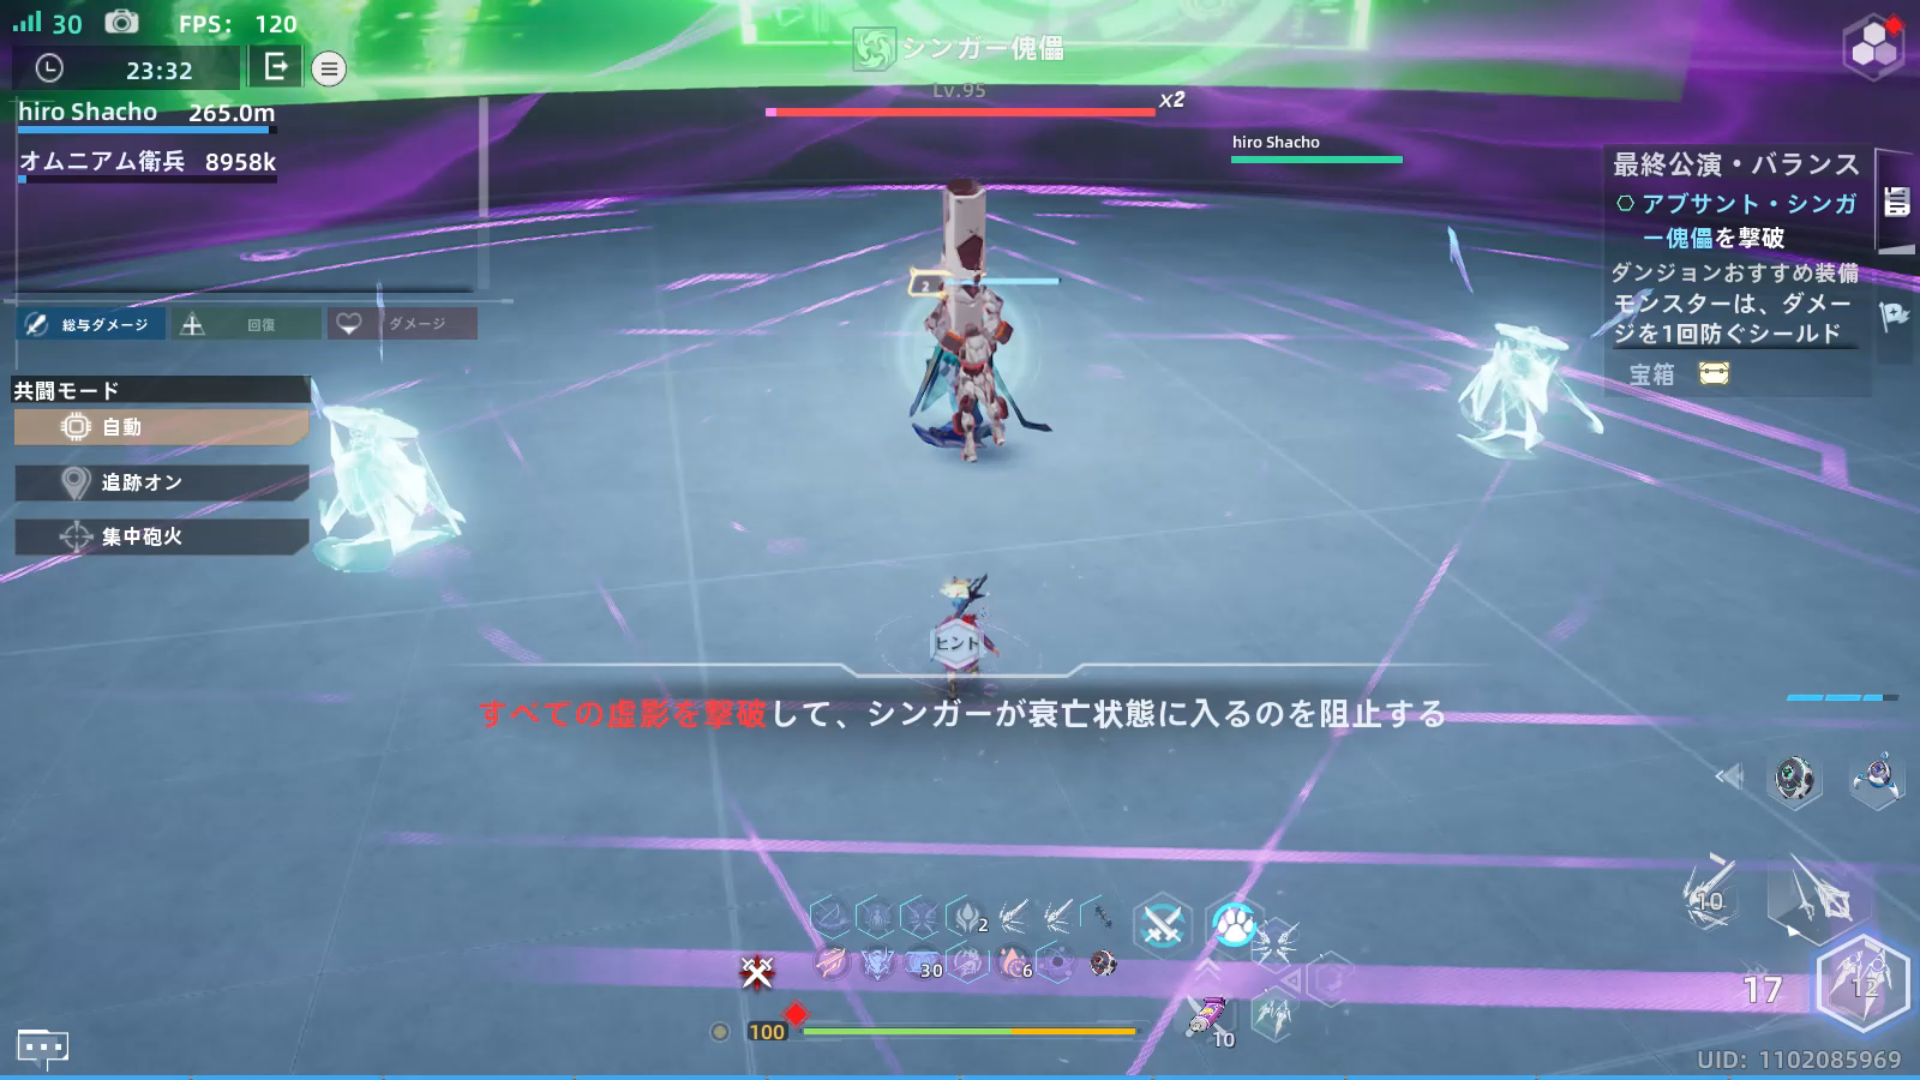 30
FPS: 120
23:32
hiro Shacho 265.0m
オムニアム衛兵 8958k
総与ダメージ
回復
ダメージ
共闘モード
自動
追跡オン
集中砲火
シンガー傀儡
Lv.95
x2
hiro Shacho
2
最終公演・バランス
アブサント・シンガ
ー傀儡を撃破
ダンジョンおすすめ装備
モンスターは、ダメー
ジを1回防ぐシールド
宝箱
ヒント
すべての虚影を撃破して、シンガーが衰亡状態に入るのを阻止する
2
30
6
100
10
10
17
12
UID: 1102085969